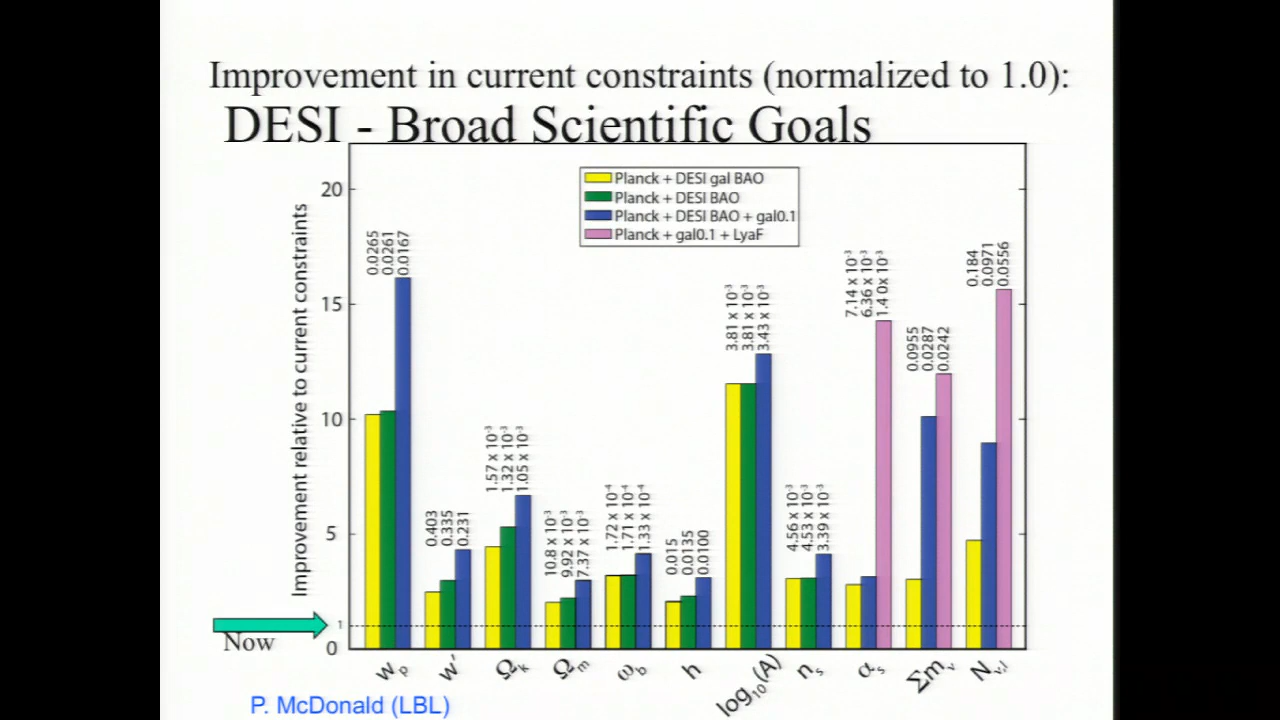 Improvement in current constraints (normalized to 1.0):
DESI - Broad Scientific Goals
Improvement relative to current constraints
20
15
10
5
1
0
Now
Planck + DESI gal BAO
Planck + DESI BAO
Planck + DESI BAO + gal0.1
Planck + gal0.1 + LyaF
0.0265
0.0261
0.0167
0.403
0.335
0.231
1.57 x 10⁻³
1.32 x 10⁻³
1.05 x 10⁻³
10.8 x 10⁻³
9.92 x 10⁻³
7.37 x 10⁻³
1.72 x 10⁻⁴
1.71 x 10⁻⁴
1.33 x 10⁻⁴
0.015
0.0135
0.0100
3.81 x 10⁻³
3.81 x 10⁻³
3.43 x 10⁻³
4.56 x 10⁻³
4.53 x 10⁻³
3.39 x 10⁻³
7.14 x 10⁻³
6.36 x 10⁻³
1.4 0x 10⁻³
0.0955
0.0287
0.0242
0.184
0.0971
0.0556
wₚ
w′
Ωₖ
Ωₘ
ω_b
h
log₁₀(A)
nₛ
αₛ
Σm_ν
N_ν,l
P. McDonald (LBL)